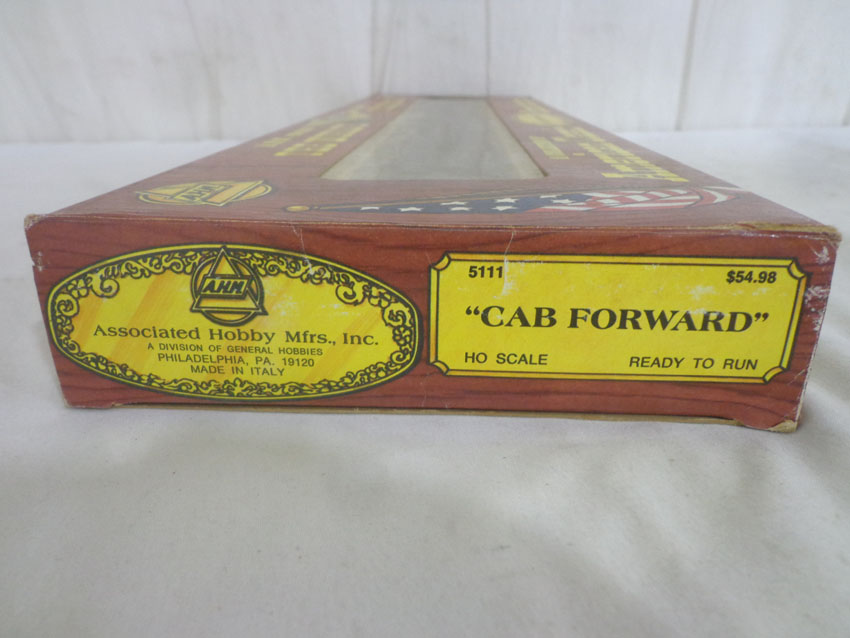 A.H.M.
A.H.M.
Associated Hobby Mfrs., Inc.
A DIVISION OF GENERAL HOBBIES
PHILADELPHIA, PA. 19120
MADE IN ITALY
5111
$54.98
"CAB FORWARD"
HO SCALE
READY TO RUN